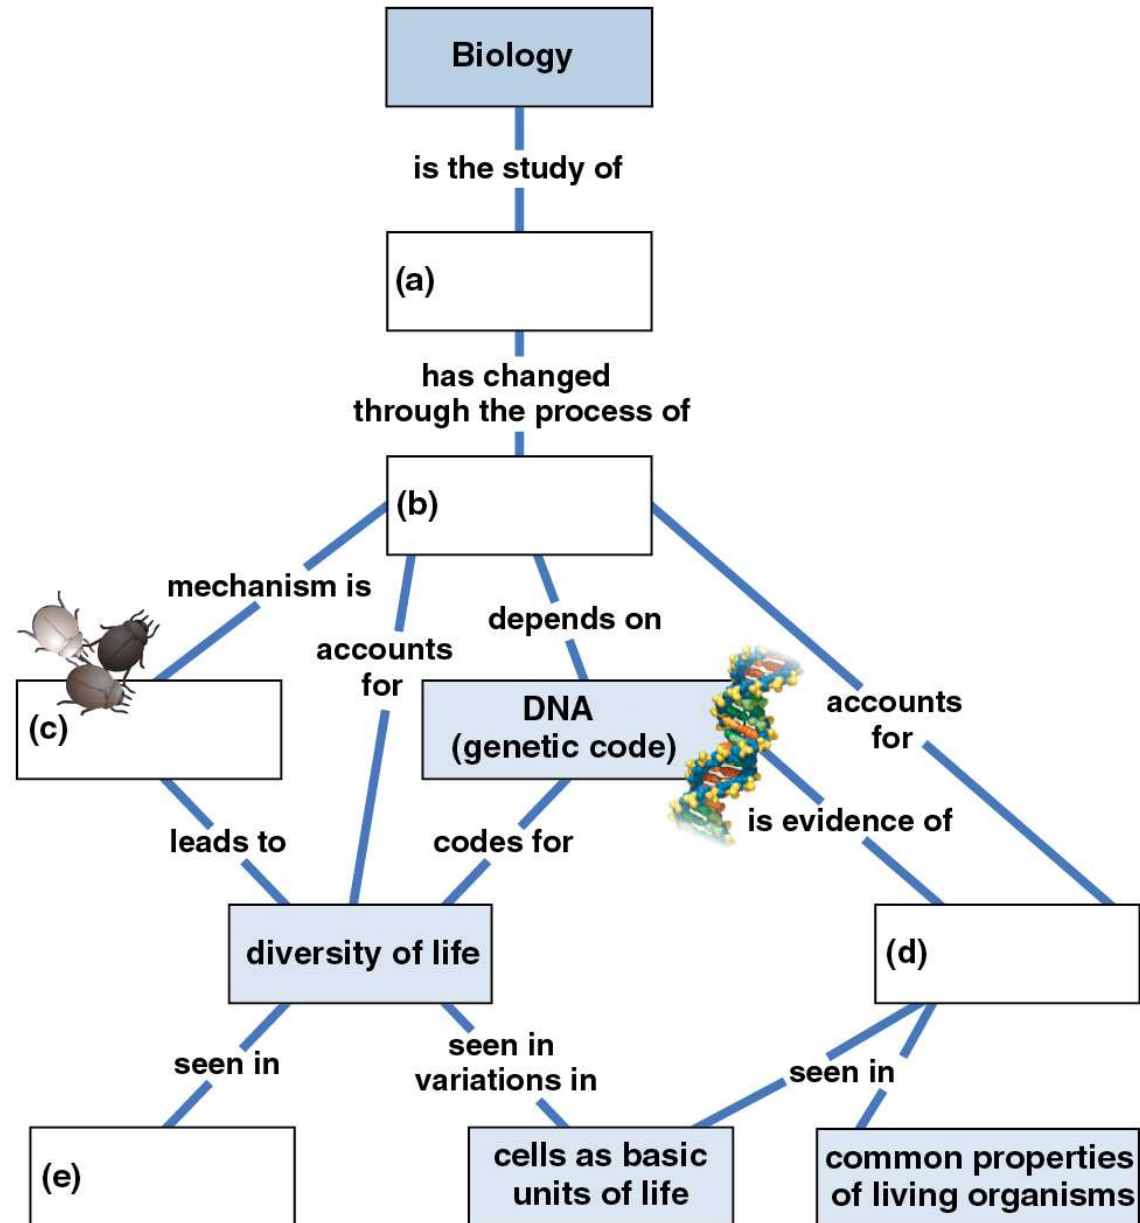 Biology
is the study of
(a)
has changed
through the process of
(b)
mechanism is
depends on
accounts
for
(c)
DNA
(genetic code)
accounts
for
leads to
codes for
is evidence of
diversity of life
(d)
seen in
seen in
variations in
seen in
(e)
cells as basic
units of life
common properties
of living organisms